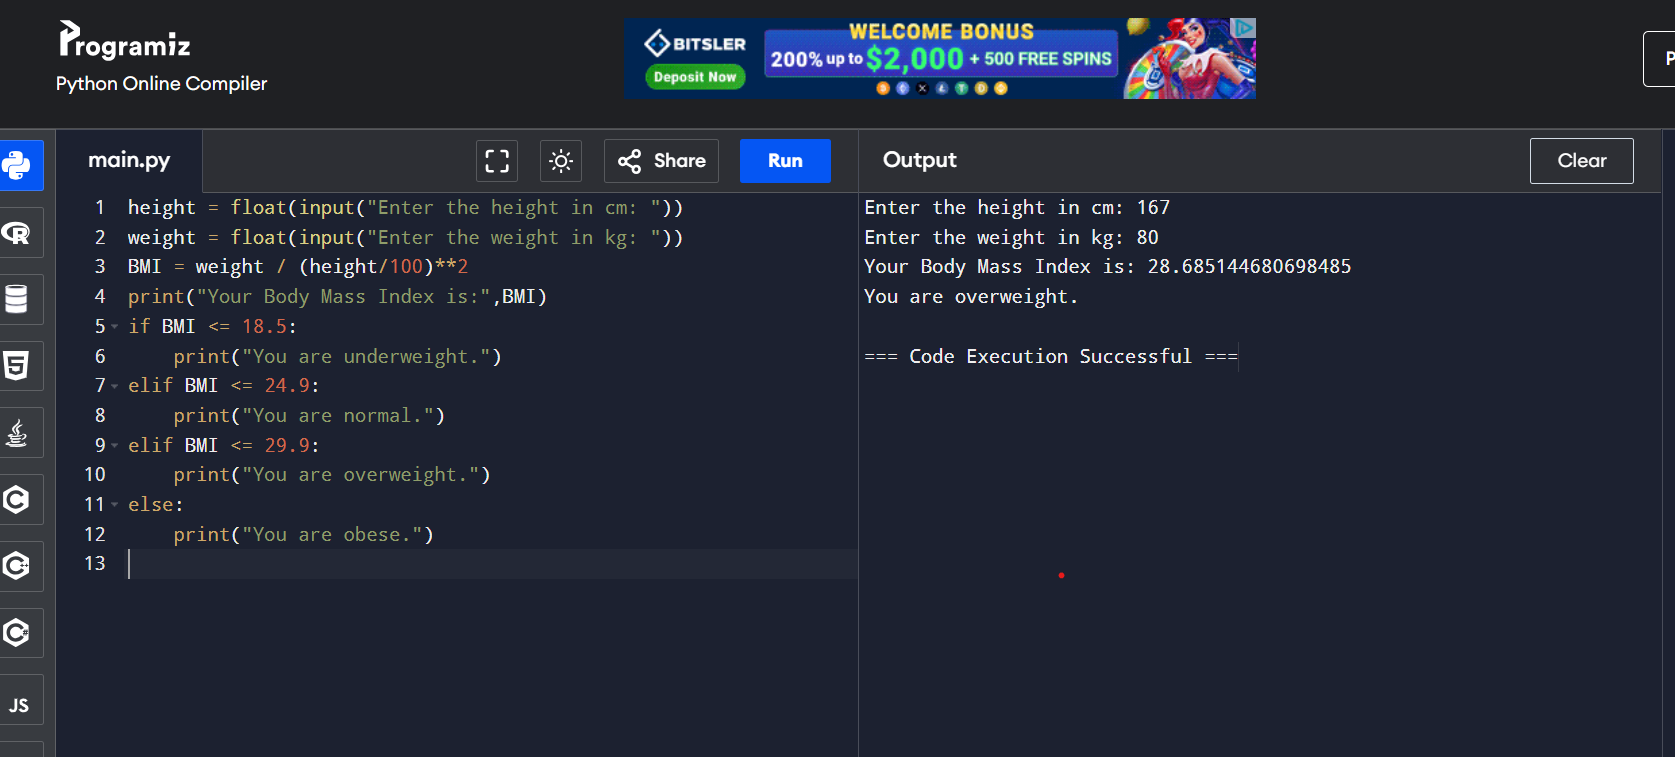 Programiz
Python Online Compiler
BITSLER
Deposit Now
WELCOME BONUS
200% up to $2,000 + 500 FREE SPINS
P
main.py
Share
Run
Output
Clear
1 height = float(input("Enter the height in cm: "))
2 weight = float(input("Enter the weight in kg: "))
3 BMI = weight / (height/100)**2
4 print("Your Body Mass Index is:",BMI)
5 if BMI <= 18.5:
6     print("You are underweight.")
7 elif BMI <= 24.9:
8     print("You are normal.")
9 elif BMI <= 29.9:
10     print("You are overweight.")
11 else:
12     print("You are obese.")
13
Enter the height in cm: 167
Enter the weight in kg: 80
Your Body Mass Index is: 28.685144680698485
You are overweight.
=== Code Execution Successful ===
JS